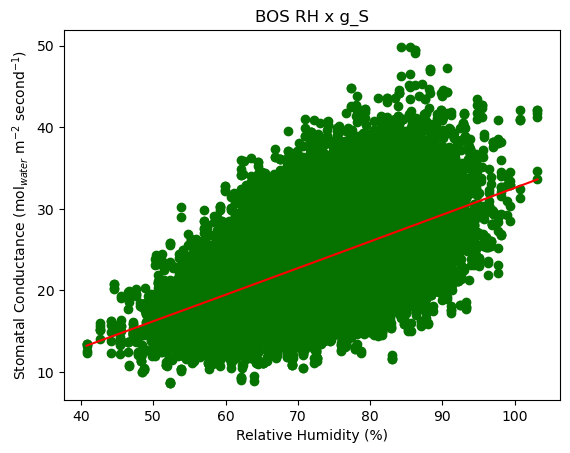 BOS RH x g_S
Stomatal Conductance (mol_water m⁻² second⁻¹)
50
40
30
20
10
40 50 60 70 80 90 100
Relative Humidity (%)